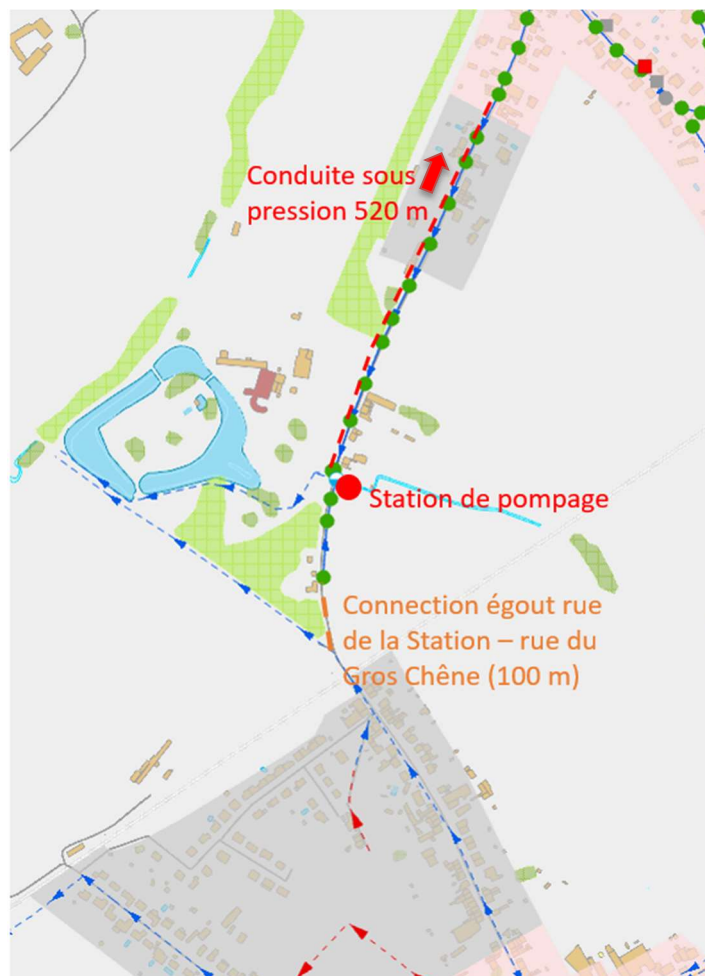 Conduite sous
pression 520 m
Station de pompage
Connection égout rue
de la Station – rue du
Gros Chêne (100 m)